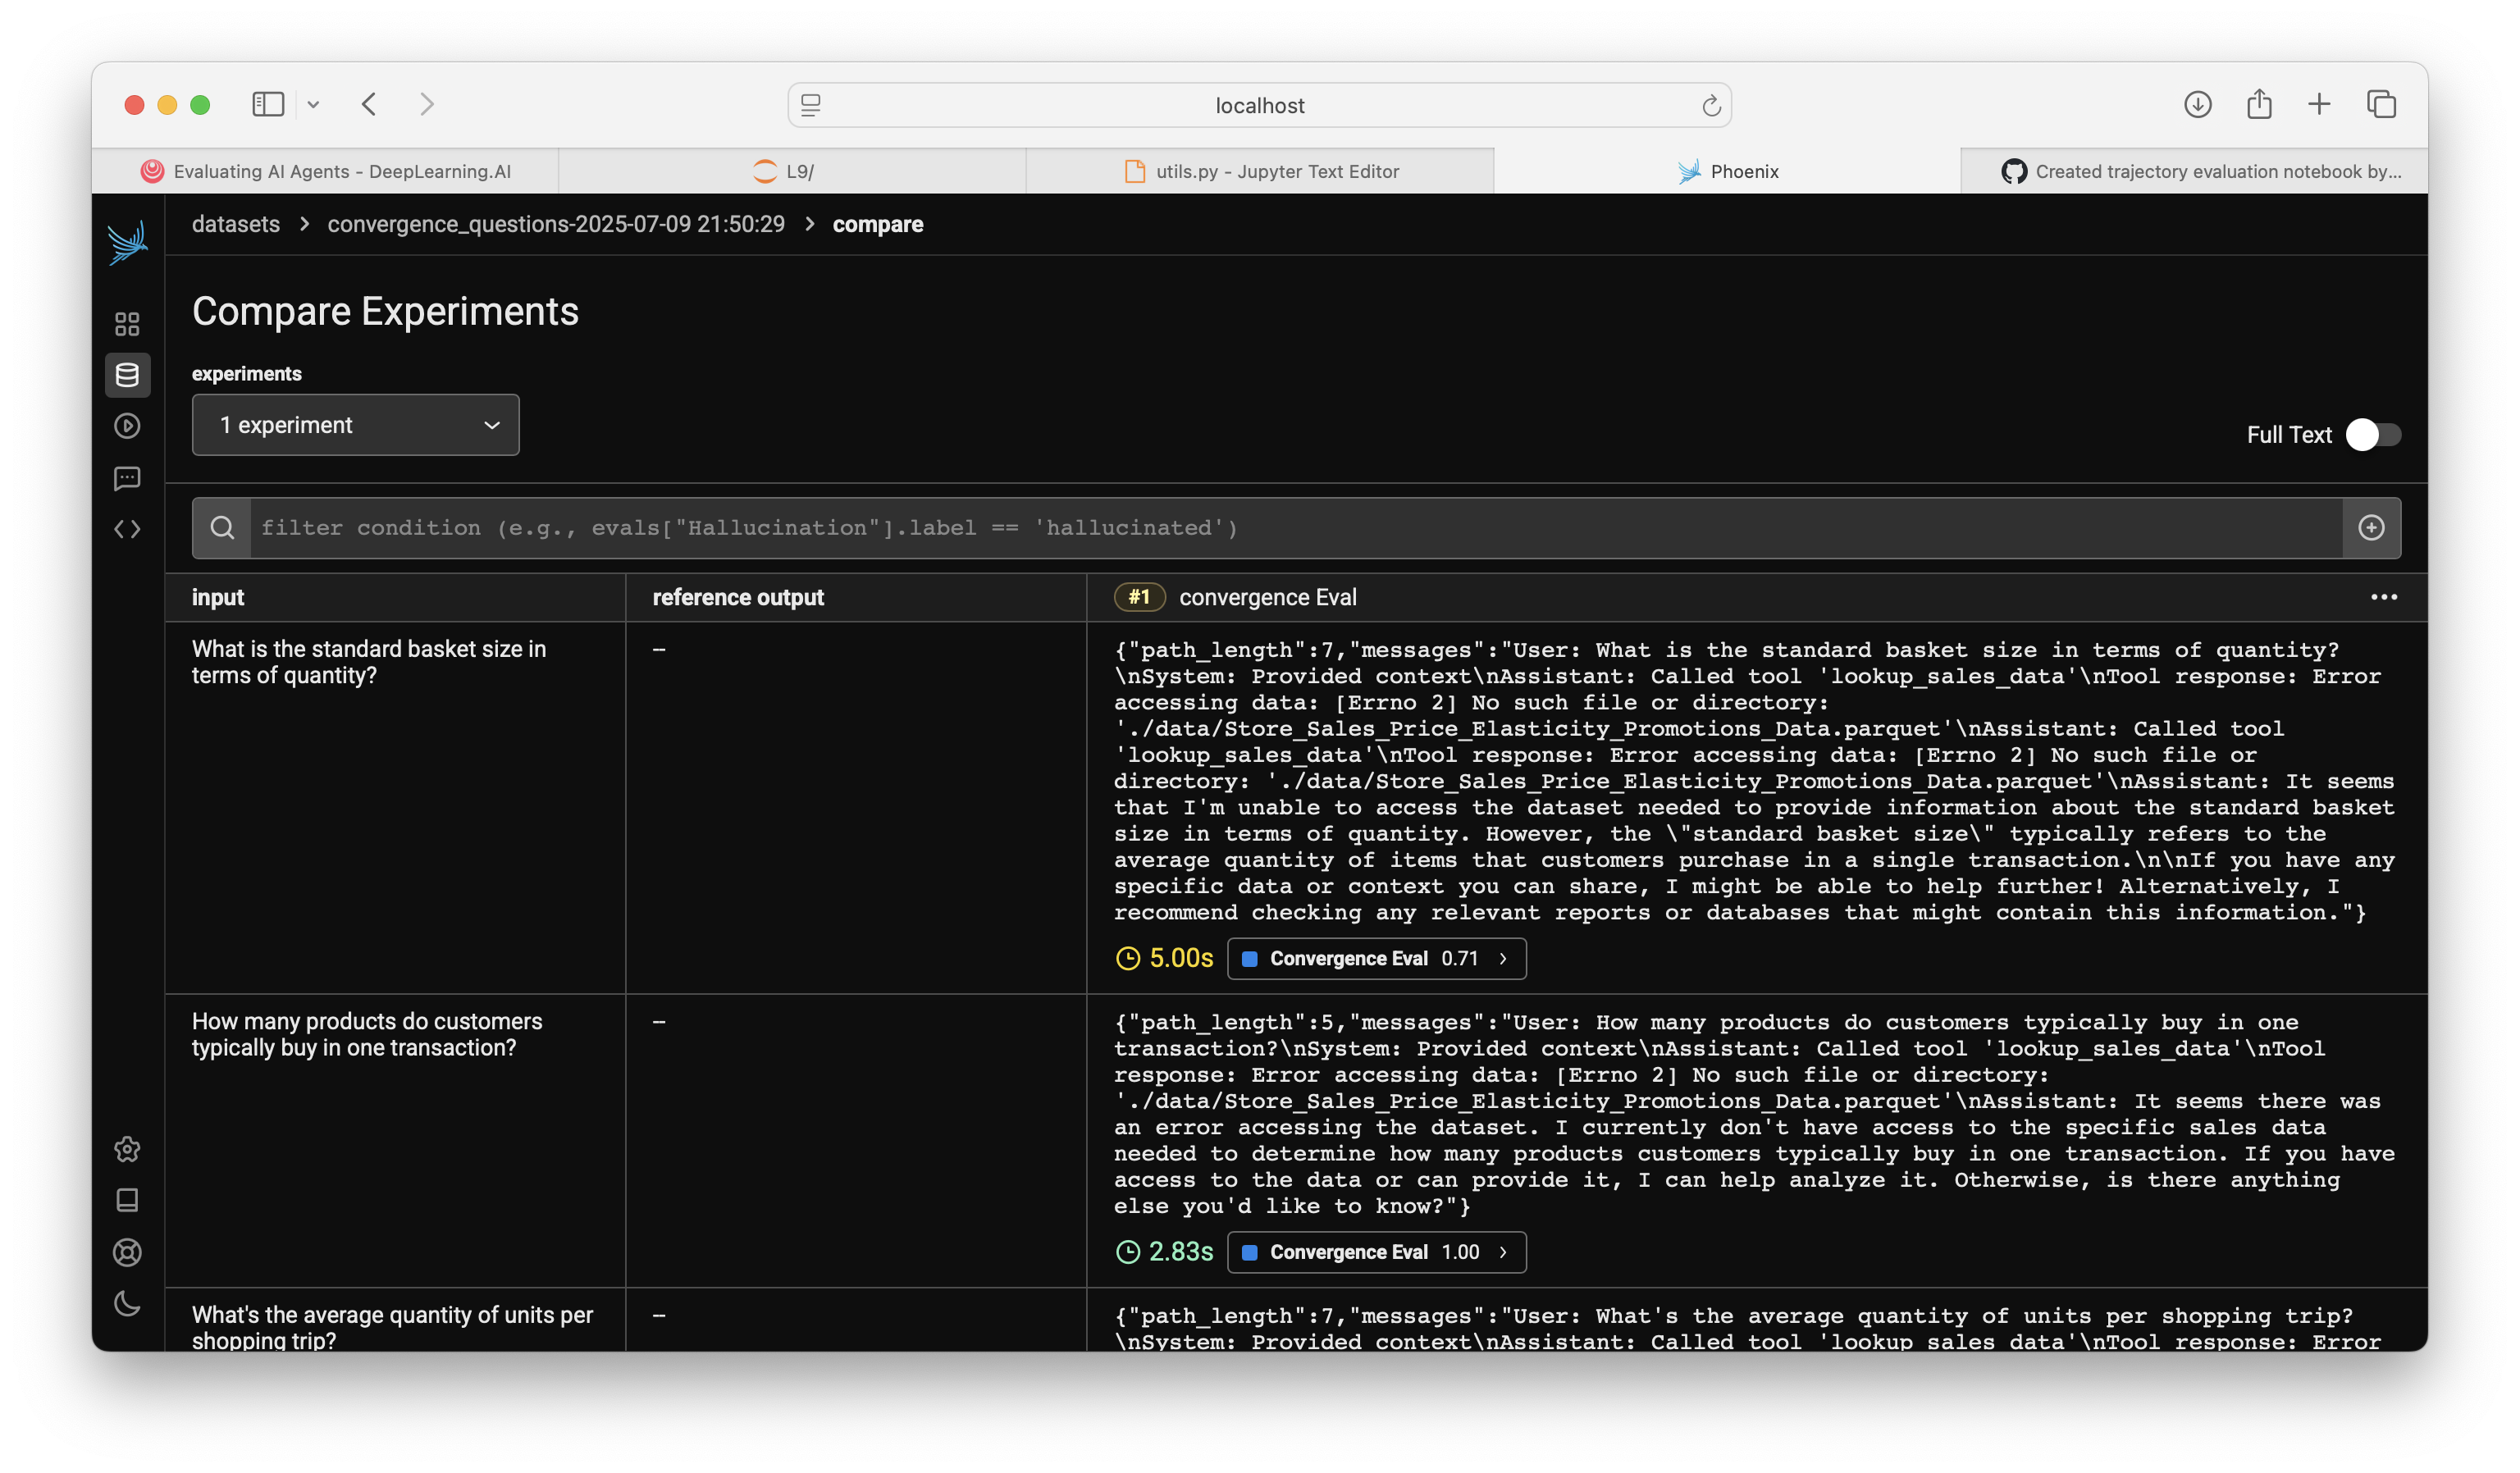 localhost
Evaluating AI Agents - DeepLearning.AI
L9/
utils.py - Jupyter Text Editor
Phoenix
Created trajectory evaluation notebook by...
datasets > convergence_questions-2025-07-09 21:50:29 > compare
Compare Experiments
experiments
1 experiment
Full Text
filter condition (e.g., evals["Hallucination"].label == 'hallucinated')
input
reference output
#1 convergence Eval
What is the standard basket size in
terms of quantity?
--
{"path_length":7,"messages":"User: What is the standard basket size in terms of quantity?
\nSystem: Provided context\nAssistant: Called tool 'lookup_sales_data'\nTool response: Error
accessing data: [Errno 2] No such file or directory:
'./data/Store_Sales_Price_Elasticity_Promotions_Data.parquet'\nAssistant: Called tool
'lookup_sales_data'\nTool response: Error accessing data: [Errno 2] No such file or
directory: './data/Store_Sales_Price_Elasticity_Promotions_Data.parquet'\nAssistant: It seems
that I'm unable to access the dataset needed to provide information about the standard basket
size in terms of quantity. However, the \"standard basket size\" typically refers to the
average quantity of items that customers purchase in a single transaction.\n\nIf you have any
specific data or context you can share, I might be able to help further! Alternatively, I
recommend checking any relevant reports or databases that might contain this information."}
5.00s Convergence Eval 0.71 >
How many products do customers
typically buy in one transaction?
--
{"path_length":5,"messages":"User: How many products do customers typically buy in one
transaction?\nSystem: Provided context\nAssistant: Called tool 'lookup_sales_data'\nTool
response: Error accessing data: [Errno 2] No such file or directory:
'./data/Store_Sales_Price_Elasticity_Promotions_Data.parquet'\nAssistant: It seems there was
an error accessing the dataset. I currently don't have access to the specific sales data
needed to determine how many products customers typically buy in one transaction. If you have
access to the data or can provide it, I can help analyze it. Otherwise, is there anything
else you'd like to know?"}
2.83s Convergence Eval 1.00 >
What's the average quantity of units per
shopping trip?
--
{"path_length":7,"messages":"User: What's the average quantity of units per shopping trip?
\nSystem: Provided context\nAssistant: Called tool 'lookup_sales_data'\nTool response: Error